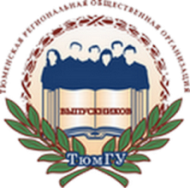 ТЮМЕНСКАЯ РЕГИОНАЛЬНАЯ ОБЩЕСТВЕННАЯ ОРГАНИЗАЦИЯ
ВЫПУСКНИКОВ
ТюмГУ